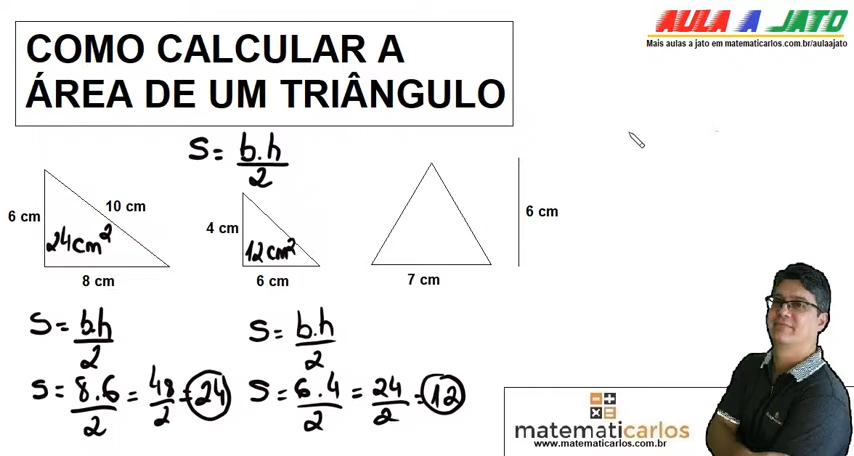 AULA A JATO
Mais aulas a jato em matematicarlos.com.br/aulaajato
COMO CALCULAR A
ÁREA DE UM TRIÂNGULO
S = b.h/2
6 cm
10 cm
24cm²
8 cm
4 cm
12cm²
6 cm
7 cm
6 cm
S = b.h/2
S = 8.6/2 = 48/2 = 24
S = b.h/2
S = 6.4/2 = 24/2 = 12
matematicarlos
www.matematicarlos.com.br